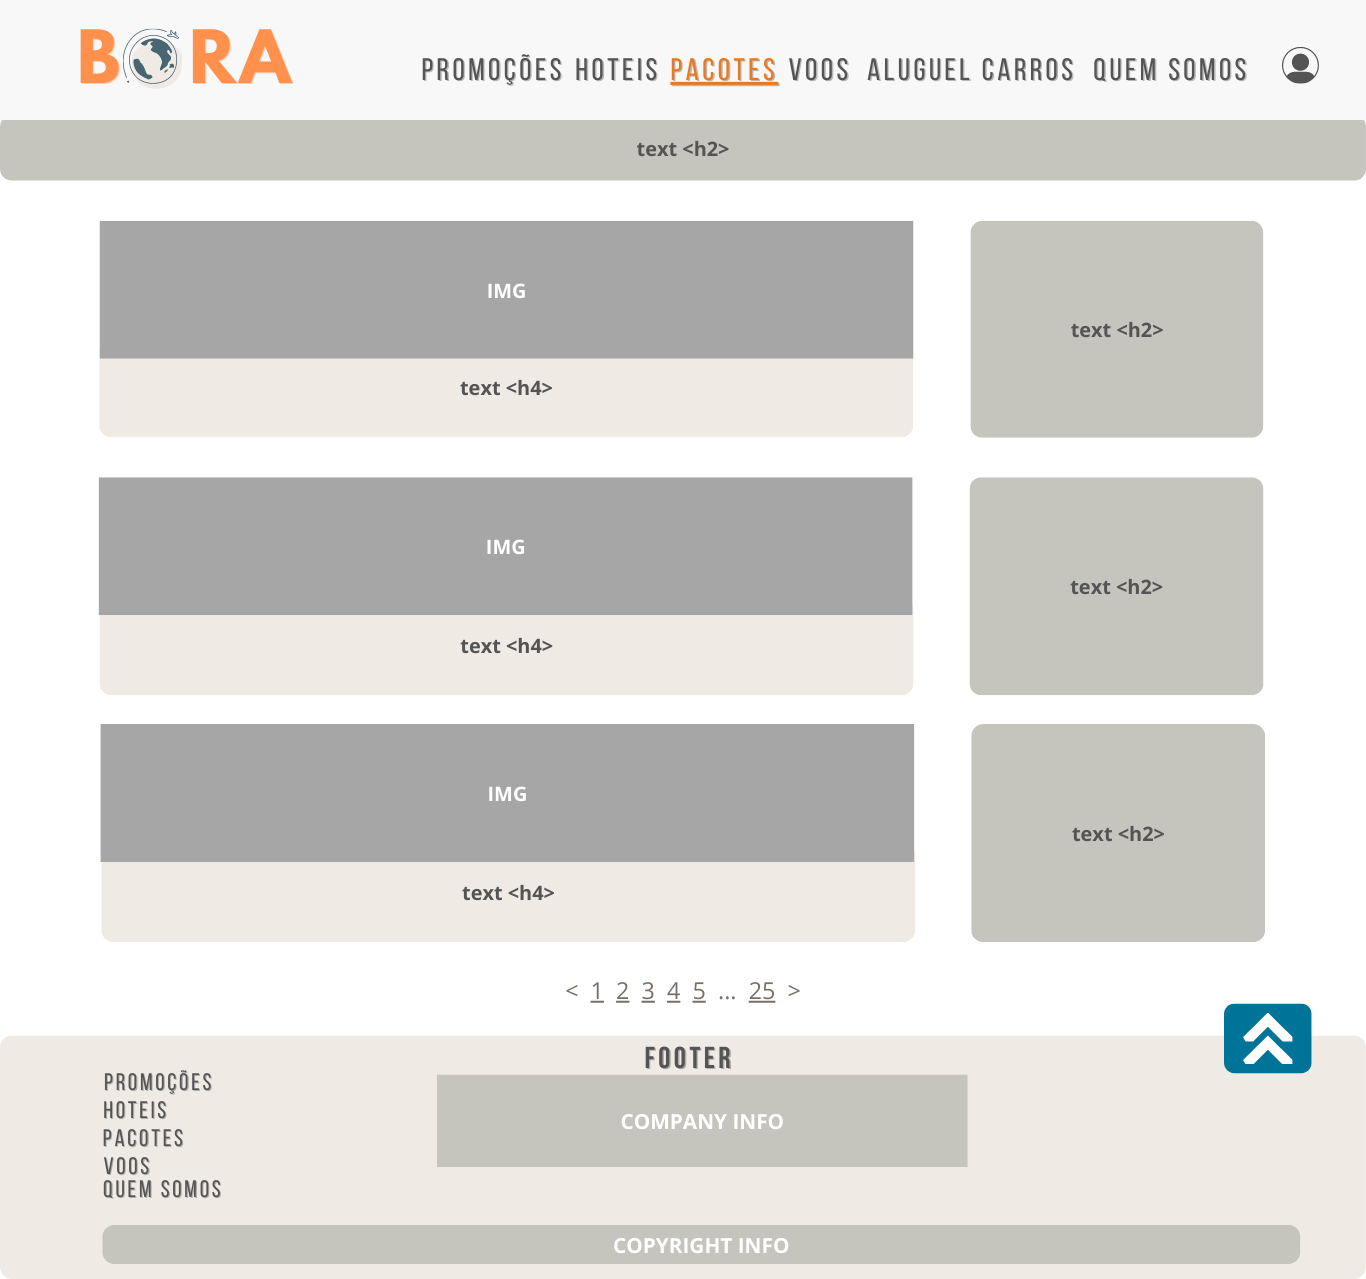 BORA
PROMOÇÕES HOTEIS PACOTES VOOS ALUGUEL CARROS QUEM SOMOS
text <h2>
IMG
text <h4>
text <h2>
IMG
text <h4>
text <h2>
IMG
text <h4>
text <h2>
< 1 2 3 4 5 ... 25 >
FOOTER
PROMOÇÕES
HOTEIS
PACOTES
VOOS
QUEM SOMOS
COMPANY INFO
COPYRIGHT INFO